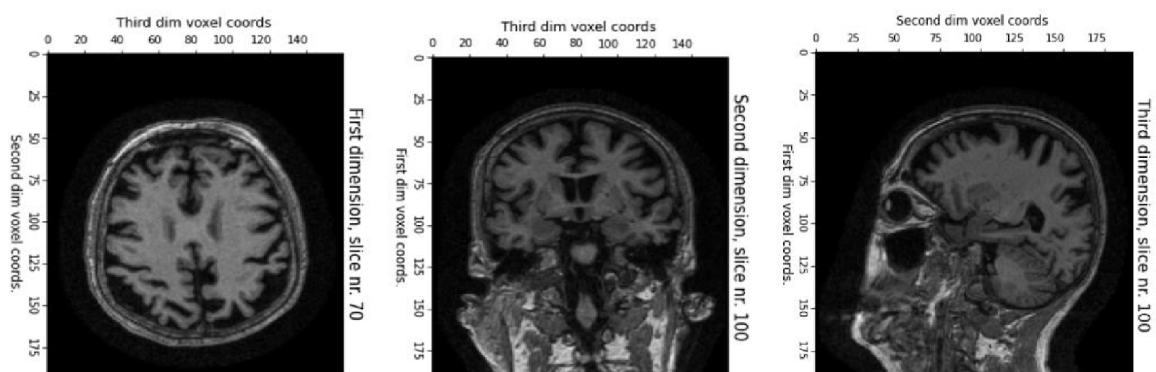 Third dim voxel coords
0 20 40 60 80 100 120 140
0 25 50 75 100 125 150 175
Second dim voxel coords.
First dimension, slice nr. 70
Third dim voxel coords
0 20 40 60 80 100 120 140
0 25 50 75 100 125 150 175
First dim voxel coords.
Second dimension, slice nr. 100
Second dim voxel coords
0 25 50 75 100 125 150 175
0 25 50 75 100 125 150 175
First dim voxel coords.
Third dimension, slice nr. 100